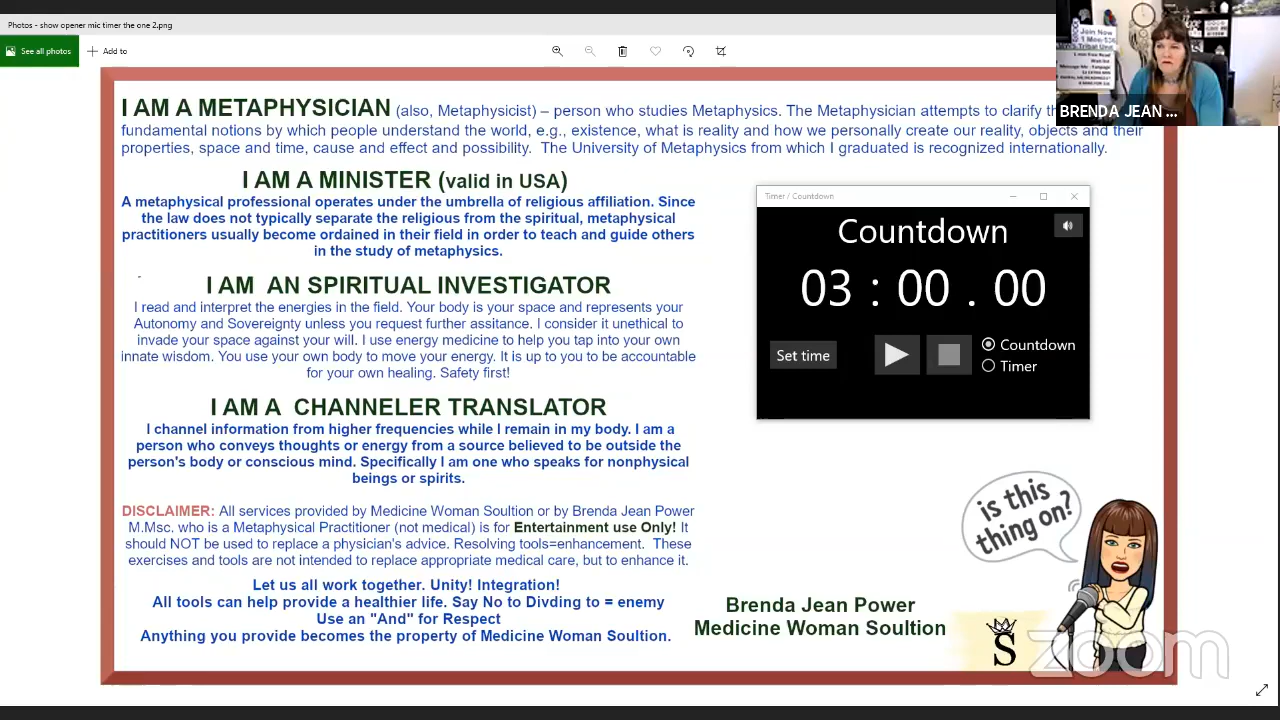 Photos - show opener mic timer the one 2.png
See all photos
Add to
I AM A METAPHYSICIAN (also, Metaphysicist) – person who studies Metaphysics. The Metaphysician attempts to clarify
fundamental notions by which people understand the world, e.g., existence, what is reality and how we personally create our reality, objects and their
properties, space and time, cause and effect and possibility. The University of Metaphysics from which I graduated is recognized internationally.
I AM A MINISTER (valid in USA)
A metaphysical professional operates under the umbrella of religious affiliation. Since
the law does not typically separate the religious from the spiritual, metaphysical
practitioners usually become ordained in their field in order to teach and guide others
in the study of metaphysics.
I AM AN SPIRITUAL INVESTIGATOR
I read and interpret the energies in the field. Your body is your space and represents your
Autonomy and Sovereignty unless you request further assitance. I consider it unethical to
invade your space against your will. I use energy medicine to help you tap into your own
innate wisdom. You use your own body to move your energy. It is up to you to be accountable
for your own healing. Safety first!
I AM A CHANNELER TRANSLATOR
I channel information from higher frequencies while I remain in my body. I am a
person who conveys thoughts or energy from a source believed to be outside the
person's body or conscious mind. Specifically I am one who speaks for nonphysical
beings or spirits.
DISCLAIMER: All services provided by Medicine Woman Soultion or by Brenda Jean Power
M.Msc. who is a Metaphysical Practitioner (not medical) is for Entertainment use Only! It
should NOT be used to replace a physician's advice. Resolving tools=enhancement. These
exercises and tools are not intended to replace appropriate medical care, but to enhance it.
Let us all work together. Unity! Integration!
All tools can help provide a healthier life. Say No to Divding to = enemy
Use an "And" for Respect
Anything you provide becomes the property of Medicine Woman Soultion.
Join Now
BRENDA JEAN ...
Timer / Countdown
Countdown
03 : 00 . 00
Set time
Countdown
Timer
is this
thing on?
Brenda Jean Power
Medicine Woman Soultion
S
zoom